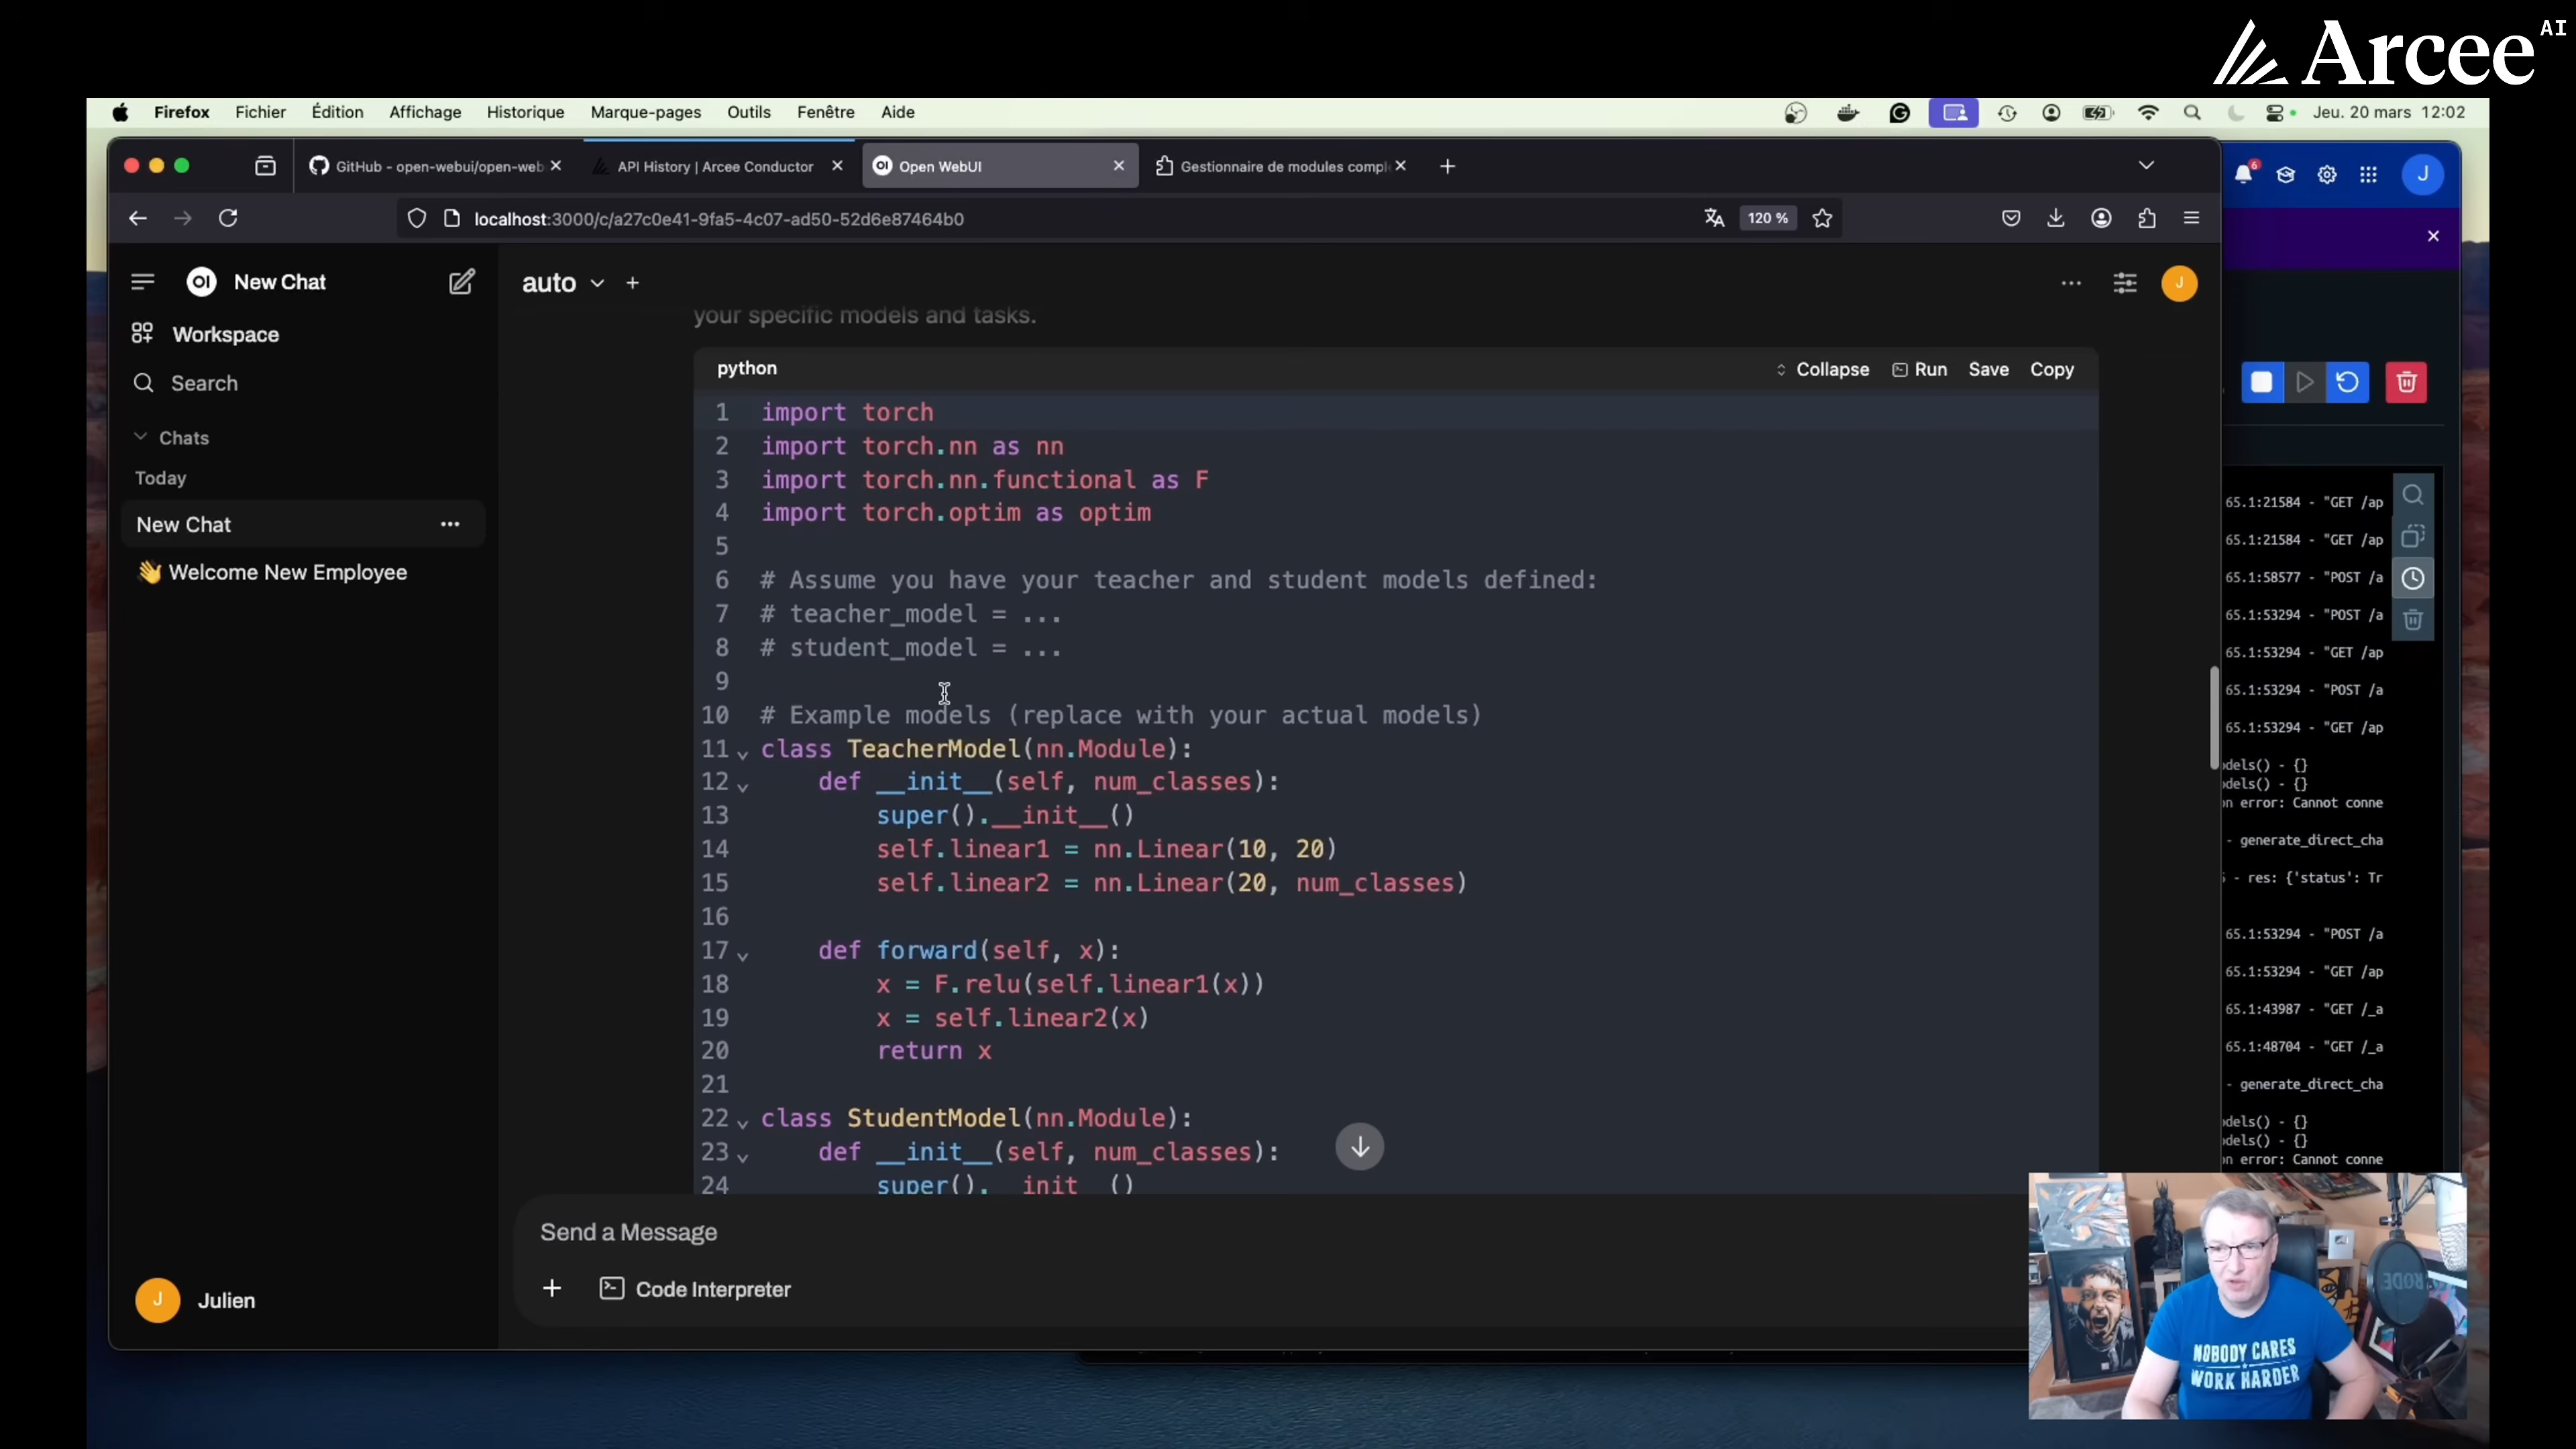 Arcee AI
Firefox Fichier Édition Affichage Historique Marque-pages Outils Fenêtre Aide Jeu. 20 mars 12:02
GitHub - open-webui/open-web API History | Arcee Conductor Open WebUI Gestionnaire de modules compl
localhost:3000/c/a27c0e41-9fa5-4c07-ad50-52d6e87464b0 120 %
New Chat
Workspace
Search
Chats
Today
New Chat
👋 Welcome New Employee
J Julien
auto
J
your specific models and tasks.
python Collapse Run Save Copy
1 import torch
2 import torch.nn as nn
3 import torch.nn.functional as F
4 import torch.optim as optim
5
6 # Assume you have your teacher and student models defined:
7 # teacher_model = ...
8 # student_model = ...
9
10 # Example models (replace with your actual models)
11 class TeacherModel(nn.Module):
12 def __init__(self, num_classes):
13 super().__init__()
14 self.linear1 = nn.Linear(10, 20)
15 self.linear2 = nn.Linear(20, num_classes)
16
17 def forward(self, x):
18 x = F.relu(self.linear1(x))
19 x = self.linear2(x)
20 return x
21
22 class StudentModel(nn.Module):
23 def __init__(self, num_classes):
24 super().__init__()
Send a Message
Code Interpreter
6
J
65.1:21584 - "GET /ap
65.1:21584 - "GET /ap
65.1:58577 - "POST /a
65.1:53294 - "POST /a
65.1:53294 - "GET /ap
65.1:53294 - "POST /a
65.1:53294 - "GET /ap
odels() - {}
odels() - {}
on error: Cannot conne
- generate_direct_cha
- res: {'status': Tr
65.1:53294 - "POST /a
65.1:53294 - "GET /ap
65.1:43987 - "GET /_a
65.1:48704 - "GET /_a
- generate_direct_cha
odels() - {}
odels() - {}
on error: Cannot conne
NOBODY CARES
WORK HARDER
RODE